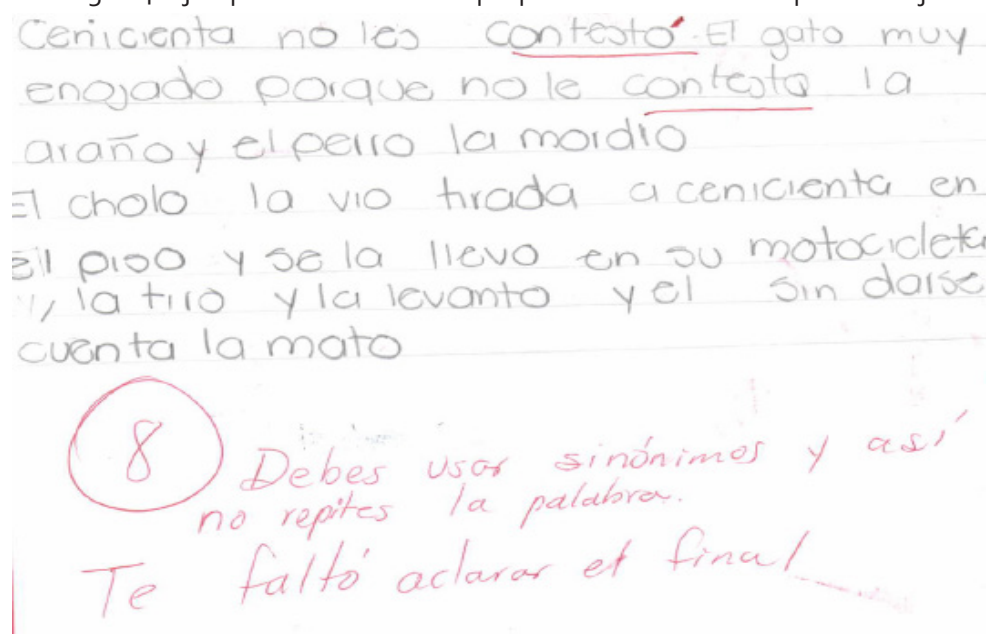 Cenicienta no les contestó. El gato muy
enojado porque no le contesto la
araño y el perro la mordio
El cholo la vio tirada a cenicienta en
el piso y se la llevo en su motocicleta
y la tiro y la levanto y el sin darse
cuenta la mato
8
Debes usar sinónimos y así
no repites la palabra.
Te faltó aclarar el final